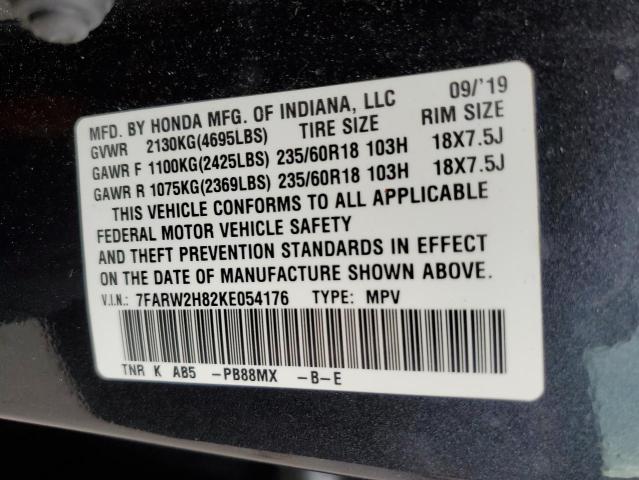 MFD. BY HONDA MFG. OF INDIANA, LLC 09/'19
GVWR 2130KG(4695LBS) TIRE SIZE RIM SIZE
GAWR F 1100KG(2425LBS) 235/60R18 103H 18X7.5J
GAWR R 1075KG(2369LBS) 235/60R18 103H 18X7.5J
THIS VEHICLE CONFORMS TO ALL APPLICABLE
FEDERAL MOTOR VEHICLE SAFETY
AND THEFT PREVENTION STANDARDS IN EFFECT
ON THE DATE OF MANUFACTURE SHOWN ABOVE.
V.I.N.: 7FARW2H82KE054176 TYPE: MPV
TNR K AB5 -PB88MX -B-E